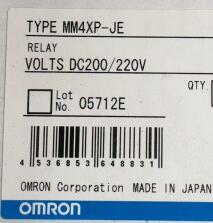 TYPE MM4XP-JE
RELAY
VOLTS DC200/220V
QTY.
Lot No. 05712E
4 536853 648831
OMRON Corporation MADE IN JAPAN
OMRON